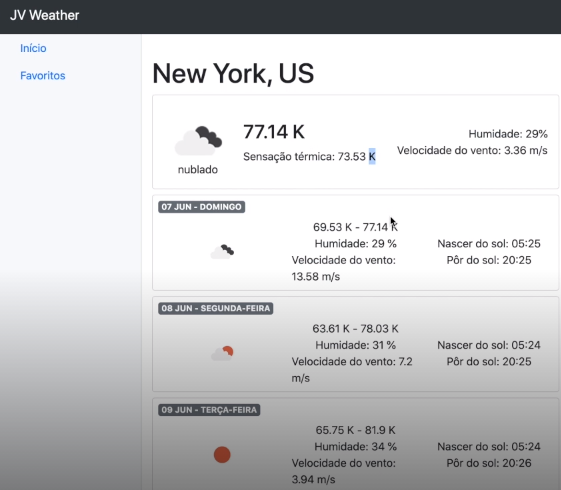 JV Weather
Início
Favoritos
New York, US
nublado
77.14 K
Sensação térmica: 73.53 K
Humidade: 29%
Velocidade do vento: 3.36 m/s
07 JUN - DOMINGO
69.53 K - 77.14 K
Humidade: 29 %
Velocidade do vento:
13.58 m/s
Nascer do sol: 05:25
Pôr do sol: 20:25
08 JUN - SEGUNDA-FEIRA
63.61 K - 78.03 K
Humidade: 31 %
Velocidade do vento: 7.2
m/s
Nascer do sol: 05:24
Pôr do sol: 20:25
09 JUN - TERÇA-FEIRA
65.75 K - 81.9 K
Humidade: 34 %
Velocidade do vento:
3.94 m/s
Nascer do sol: 05:24
Pôr do sol: 20:26